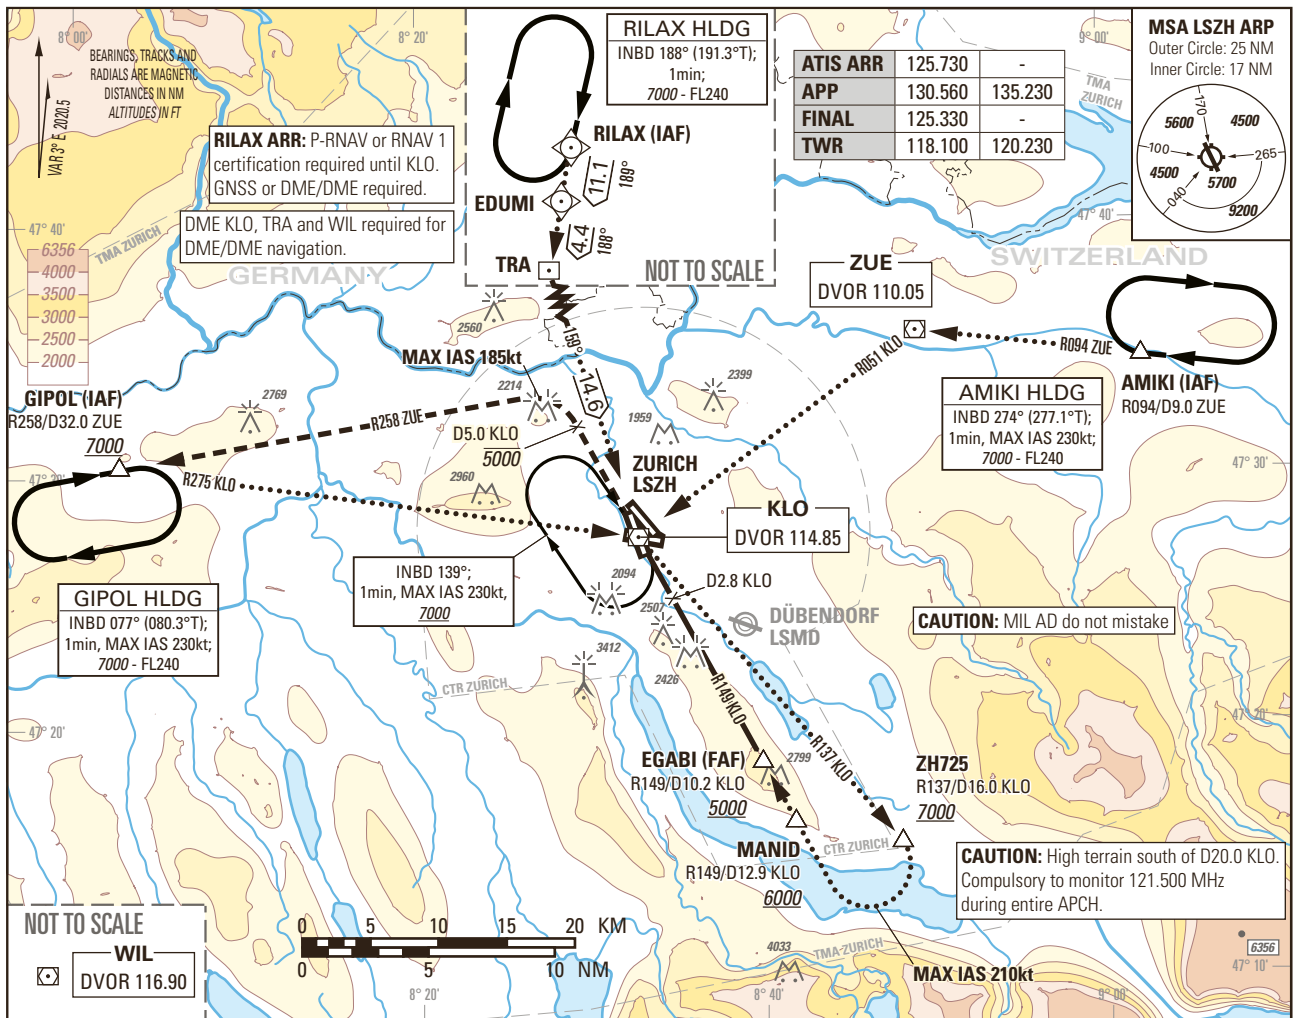 8° 00'
8° 20'
9° 00'
BEARINGS, TRACKS AND
RADIALS ARE MAGNETIC
DISTANCES IN NM
ALTITUDES IN FT
VAR 3° E 2020.5
RILAX HLDG
INBD 188° (191.3°T);
1min;
7000 - FL240
ATIS ARR 125.730 -
APP 130.560 135.230
FINAL 125.330 -
TWR 118.100 120.230
TMA
ZURICH
MSA LSZH ARP
Outer Circle: 25 NM
Inner Circle: 17 NM
170
5600
4500
100
265
4500
5700
040
9200
RILAX ARR: P-RNAV or RNAV 1
certification required until KLO.
GNSS or DME/DME required.
DME KLO, TRA and WIL required for
DME/DME navigation.
RILAX (IAF)
11.1
189°
EDUMI
4.4
188°
TRA
NOT TO SCALE
47° 40'
47° 40'
TMA ZURICH
GERMANY
SWITZERLAND
6356
4000
3500
3000
2500
2000
ZUE
DVOR 110.05
R094 ZUE
R051 KLO
AMIKI (IAF)
R094/D9.0 ZUE
AMIKI HLDG
INBD 274° (277.1°T);
1min, MAX IAS 230kt;
7000 - FL240
2560
159°
14.6
MAX IAS 185kt
2214
2399
1959
2769
GIPOL (IAF)
R258/D32.0 ZUE
7000
R258 ZUE
R275 KLO
D5.0 KLO
5000
2960
ZURICH
LSZH
47° 20'
47° 30'
KLO
DVOR 114.85
INBD 139°;
1min, MAX IAS 230kt,
7000
GIPOL HLDG
INBD 077° (080.3°T);
1min, MAX IAS 230kt;
7000 - FL240
2094
D2.8 KLO
2507
DÜBENDORF
LSMD
CAUTION: MIL AD do not mistake
2426
3412
CTR ZURICH
R149 KLO
R137 KLO
47° 20'
47° 20'
EGABI (FAF)
R149/D10.2 KLO
5000
2799
ZH725
R137/D16.0 KLO
7000
MANID
R149/D12.9 KLO
6000
CTR ZURICH
CAUTION: High terrain south of D20.0 KLO.
Compulsory to monitor 121.500 MHz
during entire APCH.
NOT TO SCALE
WIL
DVOR 116.90
0 5 10 15 20 KM
0 5 10 NM
4033
TMA ZURICH
MAX IAS 210kt
6356
47° 10'
8° 20'
8° 40'
9° 00'